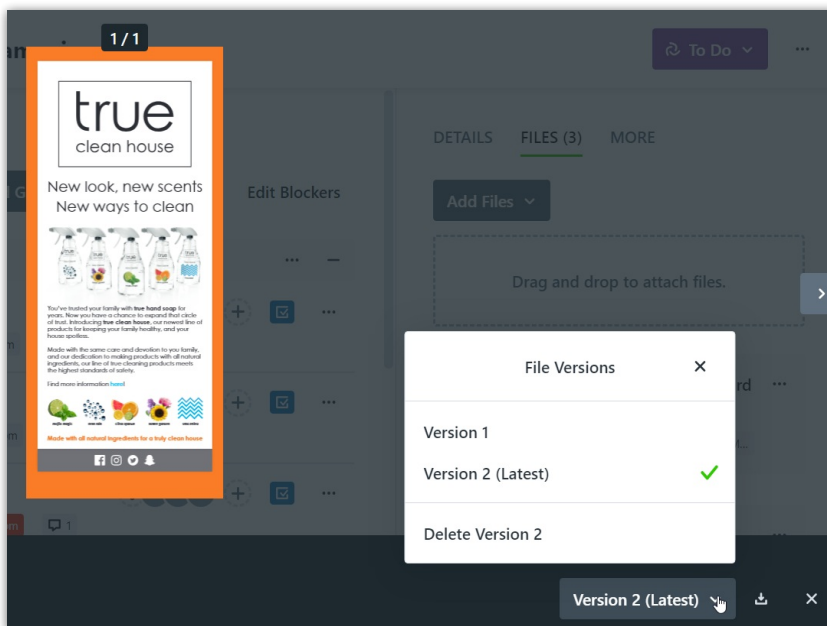 1 / 1
To Do
true
clean house
New look, new scents
New ways to clean
You've trusted your family with true hand soap for
years. Now you have a chance to expand that circle
of trust. Introducing true clean house, our newest line of
products for keeping your family healthy, and your
house spotless.
Made with the same care and devotion to you, family,
and our dedication to making products with all natural
ingredients, our line of true cleaning products meets
the highest standards of safety.
Find more information here!
Made with all natural ingredients for a truly clean house
Edit Blockers
DETAILS FILES (3) MORE
Add Files
Drag and drop to attach files.
File Versions
Version 1
Version 2 (Latest)
Delete Version 2
1
Version 2 (Latest)